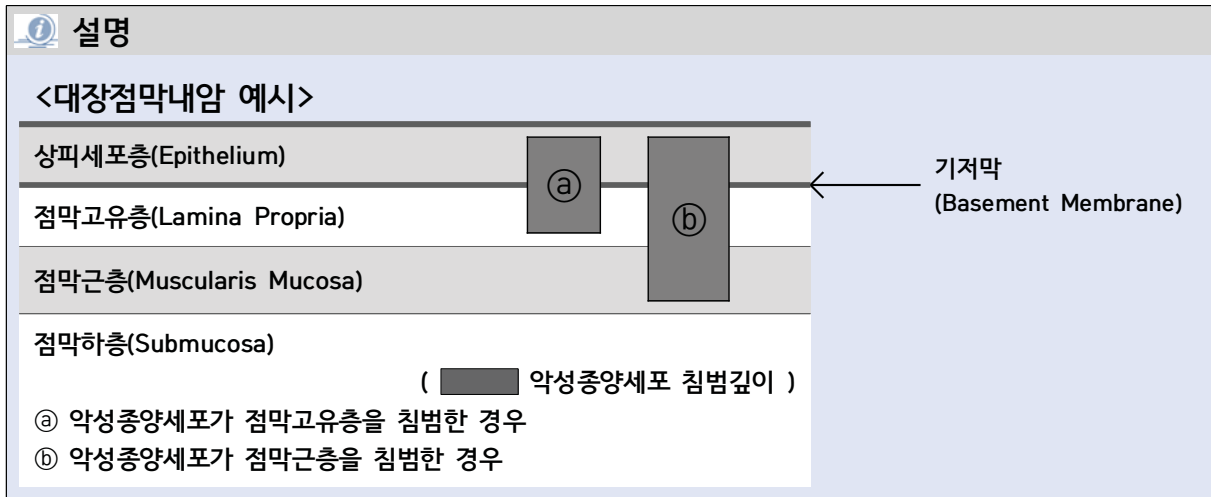 설명
<대장점막내암 예시>
상피세포층(Epithelium)
점막고유층(Lamina Propria)
점막근층(Muscularis Mucosa)
점막하층(Submucosa)
ⓐ
ⓑ
기저막
(Basement Membrane)
( 악성종양세포 침범깊이 )
ⓐ 악성종양세포가 점막고유층을 침범한 경우
ⓑ 악성종양세포가 점막근층을 침범한 경우